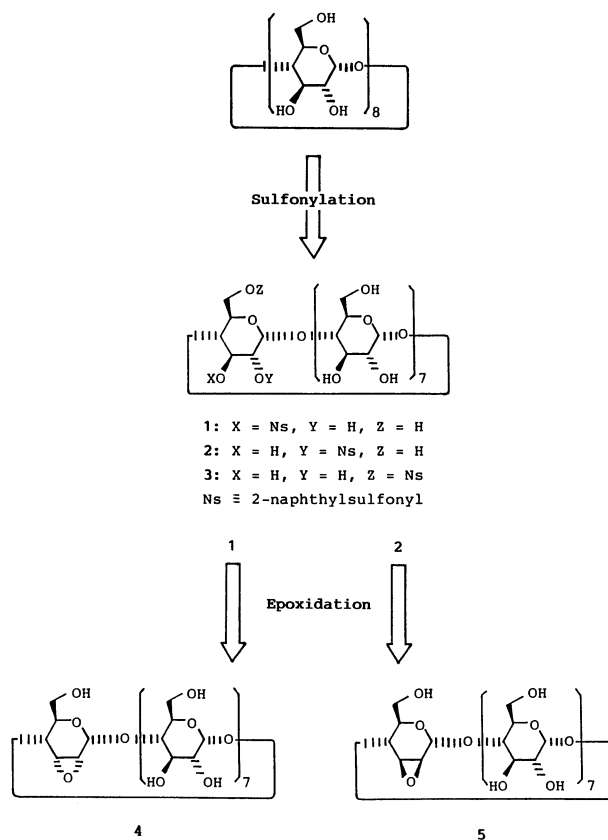 OH
O
O
HO OH
8
Sulfonylation
OZ OH
O O
O O
XO OY HO OH
7
1: X = Ns, Y = H, Z = H
2: X = H, Y = Ns, Z = H
3: X = H, Y = H, Z = Ns
Ns ≡ 2-naphthylsulfonyl
1 2
Epoxidation
OH OH OH OH
O O O O
O O O O
O HO OH O HO OH
7 7
4 5